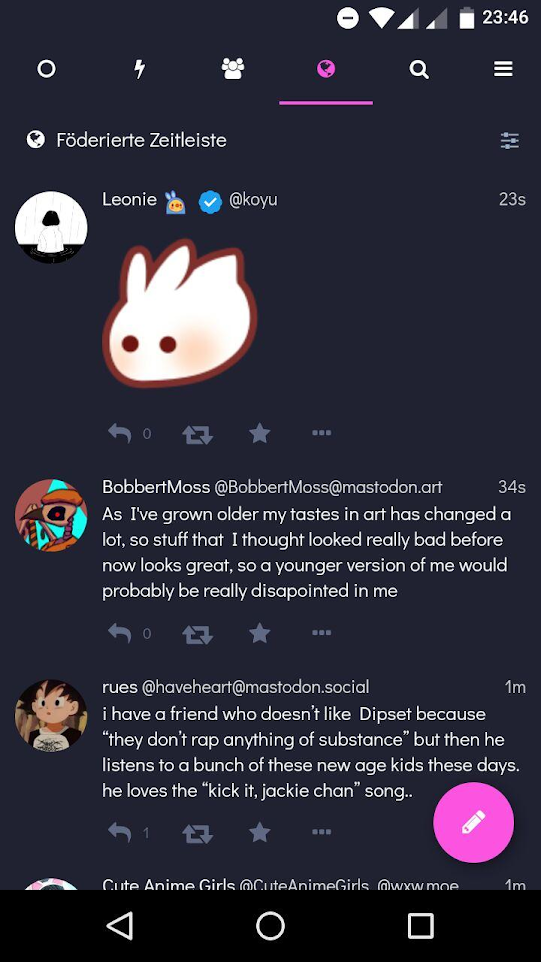 23:46
Föderierte Zeitleiste
Leonie @koyu 23s
0
BobbertMoss @BobbertMoss@mastodon.art 34s
As I've grown older my tastes in art has changed a
lot, so stuff that I thought looked really bad before
now looks great, so a younger version of me would
probably be really disapointed in me
0
rues @haveheart@mastodon.social 1m
i have a friend who doesn’t like Dipset because
“they don’t rap anything of substance” but then he
listens to a bunch of these new age kids these days.
he loves the “kick it, jackie chan” song..
1
Cute Anime Girls @CuteAnimeGirls_@wxw.moe 1m